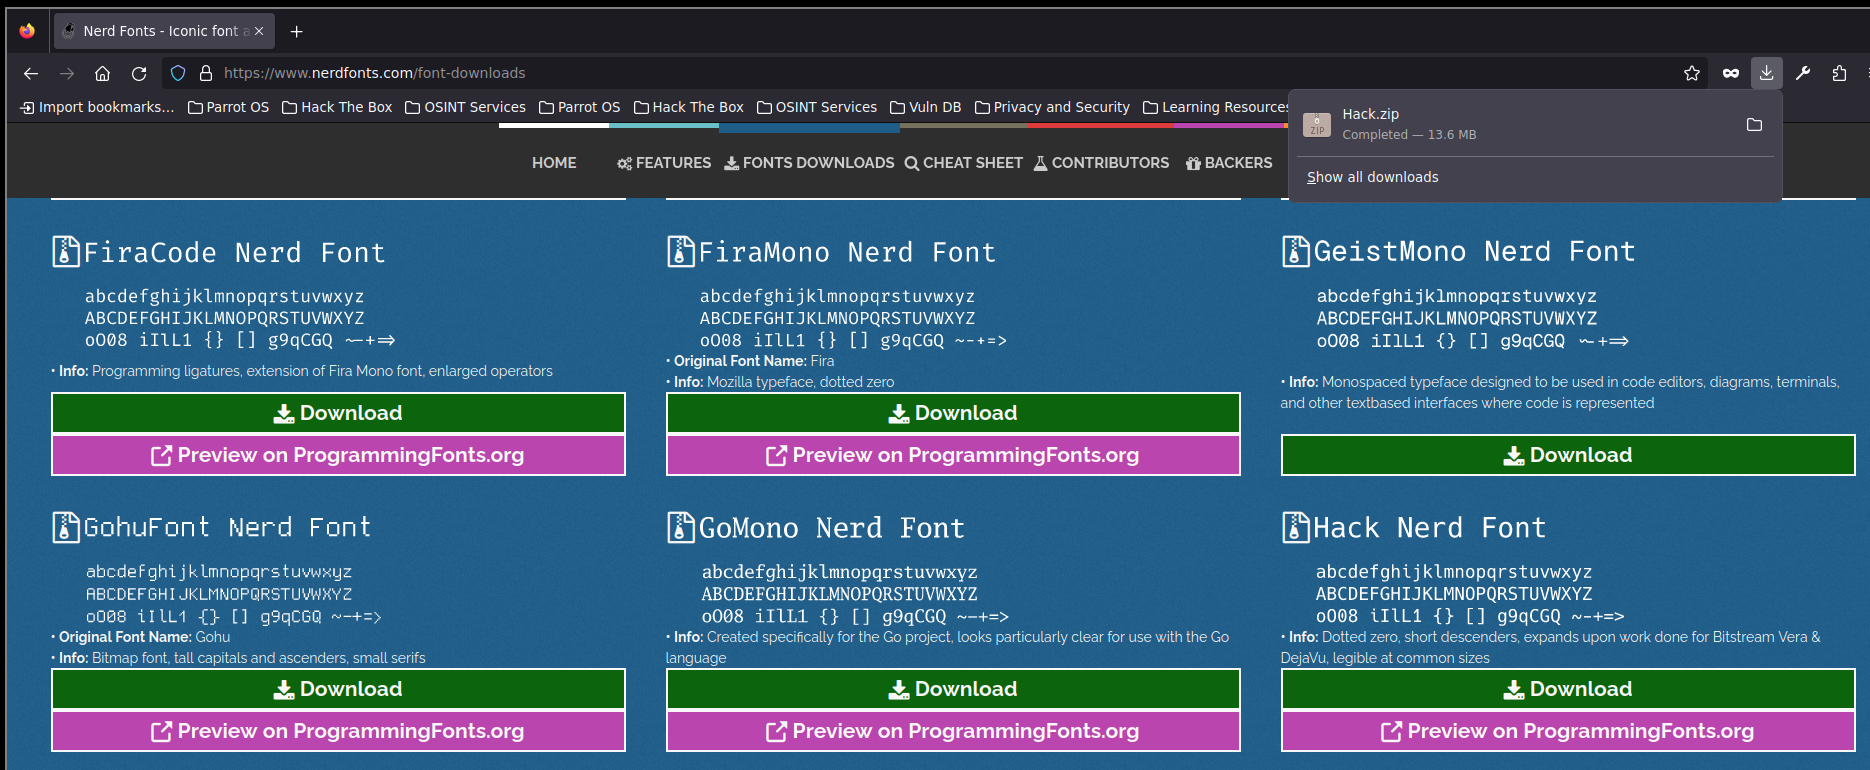 Nerd Fonts - Iconic font a
https://www.nerdfonts.com/font-downloads
Import bookmarks... Parrot OS Hack The Box OSINT Services Parrot OS Hack The Box OSINT Services Vuln DB Privacy and Security Learning Resources
Hack.zip
ZIP
Completed — 13.6 MB
Show all downloads
HOME FEATURES FONTS DOWNLOADS CHEAT SHEET CONTRIBUTORS BACKERS
FiraCode Nerd Font
abcdefghijklmnopqrstuvwxyz
ABCDEFGHIJKLMNOPQRSTUVWXYZ
oO08 iIlL1 {} [] g9qCGQ ~-+=>
• Info: Programming ligatures, extension of Fira Mono font, enlarged operators
Download
Preview on ProgrammingFonts.org
FiraMono Nerd Font
abcdefghijklmnopqrstuvwxyz
ABCDEFGHIJKLMNOPQRSTUVWXYZ
oO08 iIlL1 {} [] g9qCGQ ~-+=>
• Original Font Name: Fira
• Info: Mozilla typeface, dotted zero
Download
Preview on ProgrammingFonts.org
GeistMono Nerd Font
abcdefghijklmnopqrstuvwxyz
ABCDEFGHIJKLMNOPQRSTUVWXYZ
oO08 iIlL1 {} [] g9qCGQ ~-+=>
• Info: Monospaced typeface designed to be used in code editors, diagrams, terminals,
and other textbased interfaces where code is represented
Download
GohuFont Nerd Font
abcdefghijklmnopqrstuvwxyz
ABCDEFGHIJKLMNOPQRSTUVWXYZ
oO08 iIlL1 {} [] g9qCGQ ~-+=>
• Original Font Name: Gohu
• Info: Bitmap font, tall capitals and ascenders, small serifs
Download
Preview on ProgrammingFonts.org
GoMono Nerd Font
abcdefghijklmnopqrstuvwxyz
ABCDEFGHIJKLMNOPQRSTUVWXYZ
oO08 iIlL1 {} [] g9qCGQ ~-+=>
• Info: Created specifically for the Go project, looks particularly clear for use with the Go
language
Download
Preview on ProgrammingFonts.org
Hack Nerd Font
abcdefghijklmnopqrstuvwxyz
ABCDEFGHIJKLMNOPQRSTUVWXYZ
oO08 iIlL1 {} [] g9qCGQ ~-+=>
• Info: Dotted zero, short descenders, expands upon work done for Bitstream Vera &
DejaVu, legible at common sizes
Download
Preview on ProgrammingFonts.org